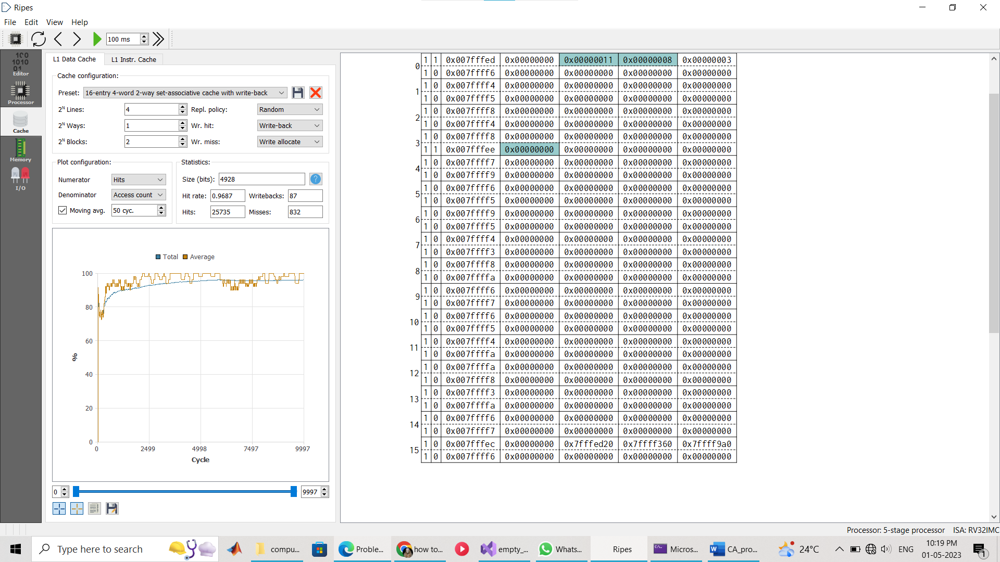 Ripes
File Edit View Help
100 ms
100
1010
01
Editor
Processor
Cache
Memory
I/O
L1 Data Cache L1 Instr. Cache
Cache configuration:
Preset: 16-entry 4-word 2-way set-associative cache with write-back
2N Lines: 4 Repl. policy: Random
2N Ways: 1 Wr. hit: Write-back
2N Blocks: 2 Wr. miss: Write allocate
Plot configuration: Statistics:
Numerator Hits Size (bits): 4928 ?
Denominator Access count Hit rate: 0.9687 Writebacks: 87
Moving avg. 50 cyc. Hits: 25735 Misses: 832
Total Average
100
80
60
40
20
0
%
0 2499 4998 7497 9997
Cycle
0 9997
0
1 1 0x007fffed 0x00000000 0x00000011 0x00000008 0x00000003
1 0 0x007ffff6 0x00000000 0x00000000 0x00000000 0x00000000
1
1 0 0x007ffff4 0x00000000 0x00000000 0x00000000 0x00000000
1 0 0x007ffff5 0x00000000 0x00000000 0x00000000 0x00000000
2
1 0 0x007ffff8 0x00000000 0x00000000 0x00000000 0x00000000
1 0 0x007ffff4 0x00000000 0x00000000 0x00000000 0x00000000
3
1 0 0x007ffff8 0x00000000 0x00000000 0x00000000 0x00000000
1 1 0x007fffee 0x00000000 0x00000000 0x00000000 0x00000000
4
1 0 0x007ffff7 0x00000000 0x00000000 0x00000000 0x00000000
1 0 0x007ffff9 0x00000000 0x00000000 0x00000000 0x00000000
5
1 0 0x007ffff6 0x00000000 0x00000000 0x00000000 0x00000000
1 0 0x007ffff5 0x00000000 0x00000000 0x00000000 0x00000000
6
1 0 0x007ffff9 0x00000000 0x00000000 0x00000000 0x00000000
1 0 0x007ffff5 0x00000000 0x00000000 0x00000000 0x00000000
7
1 0 0x007ffff4 0x00000000 0x00000000 0x00000000 0x00000000
1 0 0x007ffff3 0x00000000 0x00000000 0x00000000 0x00000000
8
1 0 0x007ffff8 0x00000000 0x00000000 0x00000000 0x00000000
1 0 0x007ffffa 0x00000000 0x00000000 0x00000000 0x00000000
9
1 0 0x007ffff6 0x00000000 0x00000000 0x00000000 0x00000000
1 0 0x007ffff7 0x00000000 0x00000000 0x00000000 0x00000000
10
1 0 0x007ffff6 0x00000000 0x00000000 0x00000000 0x00000000
1 0 0x007ffff5 0x00000000 0x00000000 0x00000000 0x00000000
11
1 0 0x007ffff4 0x00000000 0x00000000 0x00000000 0x00000000
1 0 0x007ffffa 0x00000000 0x00000000 0x00000000 0x00000000
12
1 0 0x007ffffa 0x00000000 0x00000000 0x00000000 0x00000000
1 0 0x007ffff8 0x00000000 0x00000000 0x00000000 0x00000000
13
1 0 0x007ffff3 0x00000000 0x00000000 0x00000000 0x00000000
1 0 0x007ffffa 0x00000000 0x00000000 0x00000000 0x00000000
14
1 0 0x007ffff6 0x00000000 0x00000000 0x00000000 0x00000000
1 0 0x007ffff7 0x00000000 0x00000000 0x00000000 0x00000000
15
1 0 0x007fffec 0x00000000 0x7fffed20 0x7ffff360 0x7ffff9a0
1 0 0x007ffff6 0x00000000 0x00000000 0x00000000 0x00000000
Processor: 5-stage processor ISA: RV32IMC
Type here to search compu... Proble... how to... empty_... Whats... Ripes Micros... CA_pro... 24°C ENG 10:19 PM
01-05-2023
1